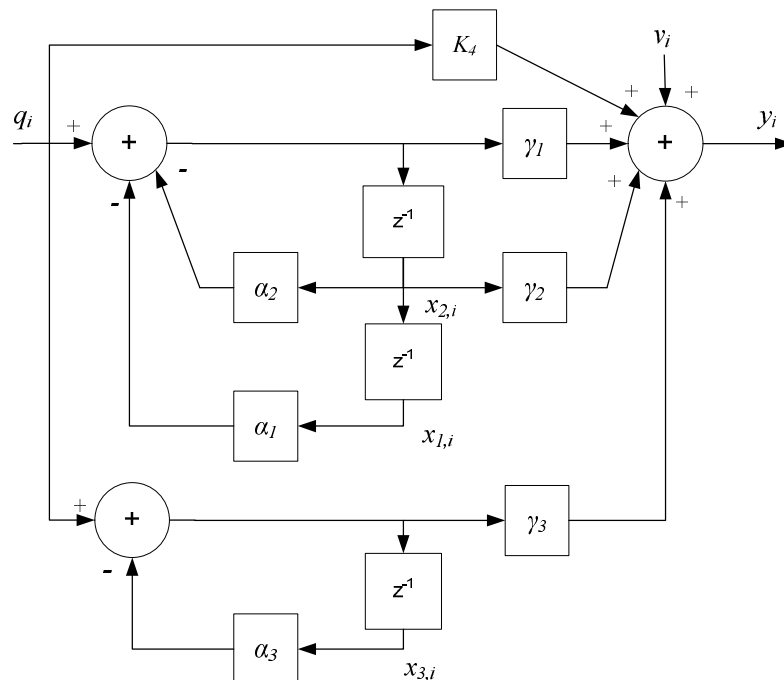 K₄
vᵢ
+
+
qᵢ
+
+
-
γ₁
+
+
yᵢ
-
z⁻¹
+
+
α₂
γ₂
x₂,ᵢ
z⁻¹
α₁
x₁,ᵢ
+
+
γ₃
-
z⁻¹
α₃
x₃,ᵢ